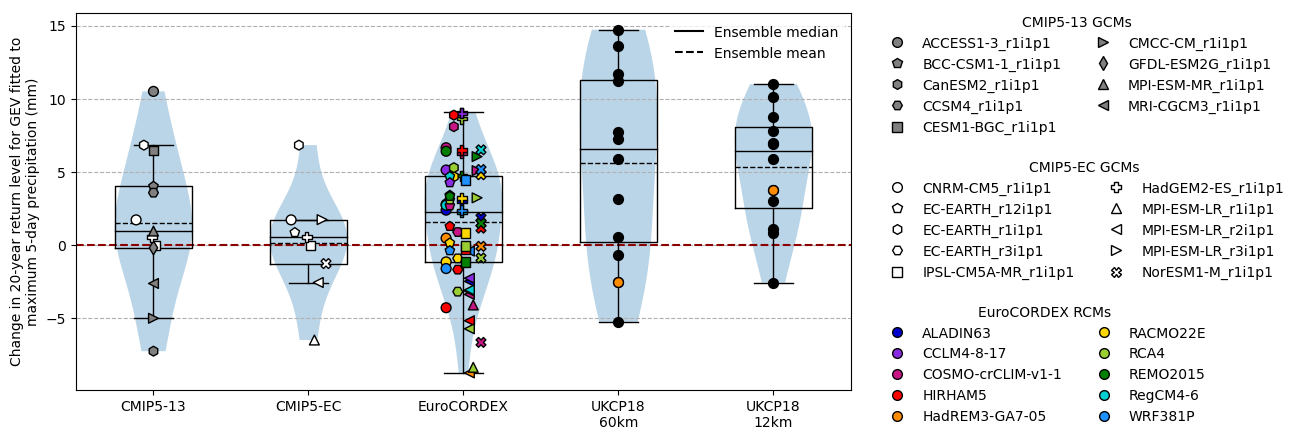 Change in 20-year return level for GEV fitted to
maximum 5-day precipitation (mm)
15
10
5
0
−5
Ensemble median
Ensemble mean
CMIP5-13
CMIP5-EC
EuroCORDEX
UKCP18
60km
UKCP18
12km
CMIP5-13 GCMs
ACCESS1-3_r1i1p1
BCC-CSM1-1_r1i1p1
CanESM2_r1i1p1
CCSM4_r1i1p1
CESM1-BGC_r1i1p1
CMCC-CM_r1i1p1
GFDL-ESM2G_r1i1p1
MPI-ESM-MR_r1i1p1
MRI-CGCM3_r1i1p1
CMIP5-EC GCMs
CNRM-CM5_r1i1p1
EC-EARTH_r12i1p1
EC-EARTH_r1i1p1
EC-EARTH_r3i1p1
IPSL-CM5A-MR_r1i1p1
HadGEM2-ES_r1i1p1
MPI-ESM-LR_r1i1p1
MPI-ESM-LR_r2i1p1
MPI-ESM-LR_r3i1p1
NorESM1-M_r1i1p1
EuroCORDEX RCMs
ALADIN63
CCLM4-8-17
COSMO-crCLIM-v1-1
HIRHAM5
HadREM3-GA7-05
RACMO22E
RCA4
REMO2015
RegCM4-6
WRF381P